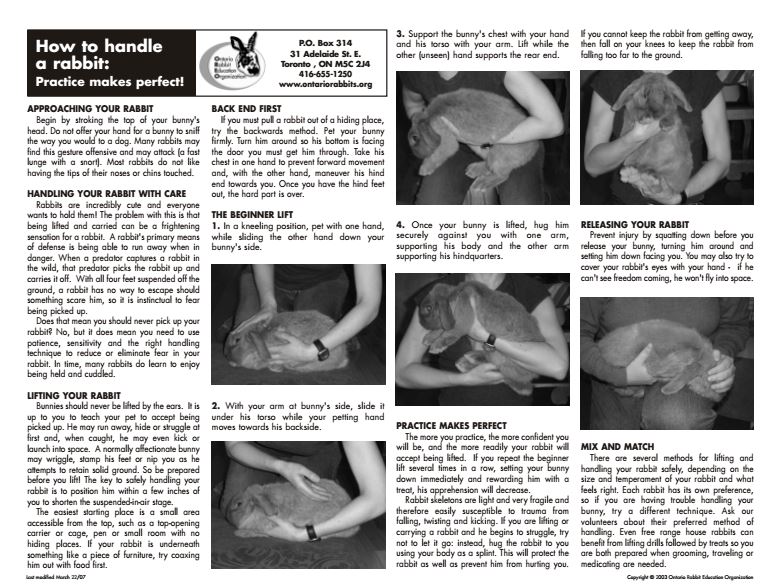 How to handle
a rabbit:
Practice makes perfect!
Ontario
Rabbit
Education
Organization
P.O. Box 314
31 Adelaide St. E.
Toronto , ON M5C 2J4
416-655-1250
www.ontariorabbits.org
APPROACHING YOUR RABBIT
Begin by stroking the top of your bunny's
head. Do not offer your hand for a bunny to sniff
the way you would to a dog. Many rabbits may
find this gesture offensive and may attack (a fast
lunge with a snort). Most rabbits do not like
having the tips of their noses or chins touched.
HANDLING YOUR RABBIT WITH CARE
Rabbits are incredibly cute and everyone
wants to hold them! The problem with this is that
being lifted and carried can be a frightening
sensation for a rabbit. A rabbit's primary means
of defense is being able to run away when in
danger. When a predator captures a rabbit in
the wild, that predator picks the rabbit up and
carries it off. With all four feet suspended off the
ground, a rabbit has no way to escape should
something scare him, so it is instinctual to fear
being picked up.
Does that mean you should never pick up your
rabbit? No, but it does mean you need to use
patience, sensitivity and the right handling
technique to reduce or eliminate fear in your
rabbit. In time, many rabbits do learn to enjoy
being held and cuddled.
LIFTING YOUR RABBIT
Bunnies should never be lifted by the ears. It is
up to you to teach your pet to accept being
picked up. He may run away, hide or struggle at
first and, when caught, he may even kick or
launch into space. A normally affectionate bunny
may wriggle, stamp his feet or nip you as he
attempts to retain solid ground. So be prepared
before you lift! The key to safely handling your
rabbit is to position him within a few inches of
you to shorten the suspended-in-air stage.
The easiest starting place is a small area
accessible from the top, such as a top-opening
carrier or cage, pen or small room with no
hiding places. If your rabbit is underneath
something like a piece of furniture, try coaxing
him out with food first.
Last modified March 22/07
BACK END FIRST
If you must pull a rabbit out of a hiding place,
try the backwards method. Pet your bunny
firmly. Turn him around so his bottom is facing
the door you must get him through. Take his
chest in one hand to prevent forward movement
and, with the other hand, maneuver his hind
end towards you. Once you have the hind feet
out, the hard part is over.
THE BEGINNER LIFT
1. In a kneeling position, pet with one hand,
while sliding the other hand down your
bunny's side.
2. With your arm at bunny's side, slide it
under his torso while your petting hand
moves towards his backside.
3. Support the bunny's chest with your hand
and his torso with your arm. Lift while the
other (unseen) hand supports the rear end.
4. Once your bunny is lifted, hug him
securely against you with one arm,
supporting his body and the other arm
supporting his hindquarters.
PRACTICE MAKES PERFECT
The more you practice, the more confident you
will be, and the more readily your rabbit will
accept being lifted. If you repeat the beginner
lift several times in a row, setting your bunny
down immediately and rewarding him with a
treat, his apprehension will decrease.
Rabbit skeletons are light and very fragile and
therefore easily susceptible to trauma from
falling, twisting and kicking. If you are lifting or
carrying a rabbit and he begins to struggle, try
not to let it go: instead, hug the rabbit to you
using your body as a splint. This will protect the
rabbit as well as prevent him from hurting you.
If you cannot keep the rabbit from getting away,
then fall on your knees to keep the rabbit from
falling too far to the ground.
RELEASING YOUR RABBIT
Prevent injury by squatting down before you
release your bunny, turning him around and
setting him down facing you. You may also try to
cover your rabbit's eyes with your hand - if he
can't see freedom coming, he won't fly into space.
MIX AND MATCH
There are several methods for lifting and
handling your rabbit safely, depending on the
size and temperament of your rabbit and what
feels right. Each rabbit has its own preference,
so if you are having trouble handling your
bunny, try a different technique. Ask our
volunteers about their preferred method of
handling. Even free range house rabbits can
benefit from lifting drills followed by treats so you
are both prepared when grooming, traveling or
medicating are needed.
Copyright © 2003 Ontario Rabbit Education Organization